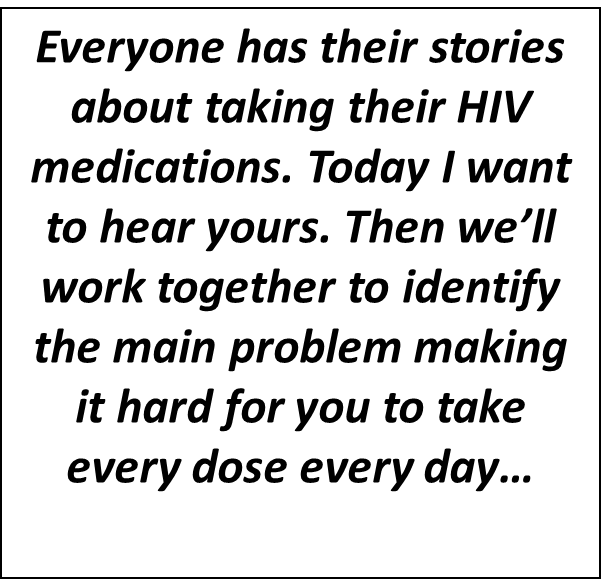 Everyone has their stories
about taking their HIV
medications. Today I want
to hear yours. Then we’ll
work together to identify
the main problem making
it hard for you to take
every dose every day…